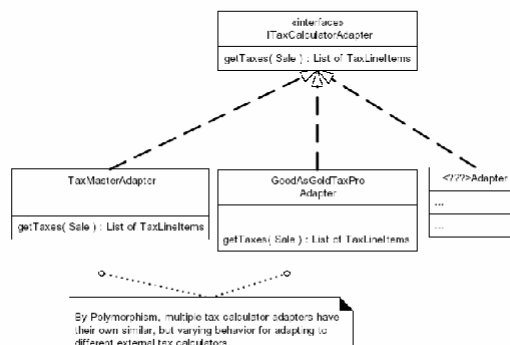 «interface»
ITaxCalculatorAdapter
getTaxes( Sale ) : List of TaxLineItems
TaxMasterAdapter
getTaxes( Sale ) : List of TaxLineItems
GoodAsGoldTaxPro
Adapter
getTaxes( Sale ) : List of TaxLineItems
<???>Adapter
...
...
By Polymorphism, multiple tax calculator adapters have
their own similar, but varying behavior for adapting to
different external tax calculators